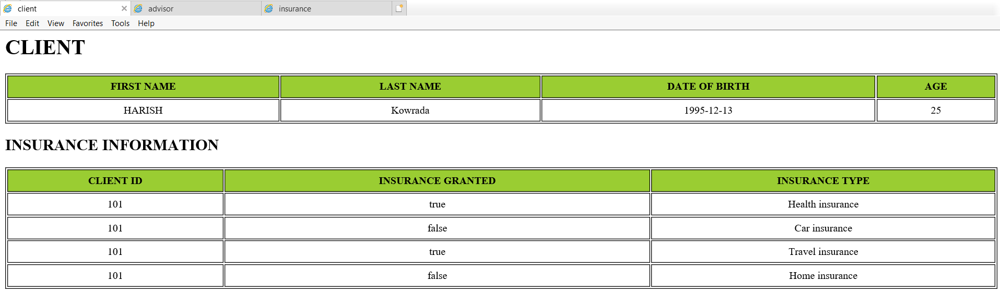 client advisor insurance
File Edit View Favorites Tools Help
CLIENT
FIRST NAME LAST NAME DATE OF BIRTH AGE
HARISH Kowrada 1995-12-13 25
INSURANCE INFORMATION
CLIENT ID INSURANCE GRANTED INSURANCE TYPE
101 true Health insurance
101 false Car insurance
101 true Travel insurance
101 false Home insurance